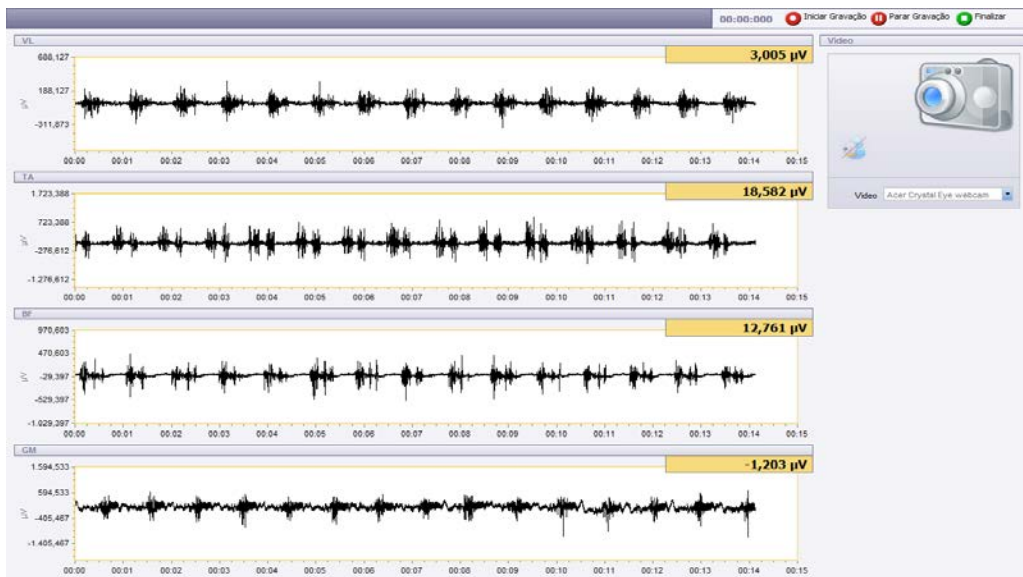 00:00:000 Iniciar Gravação Parar Gravação Finalizar
VL
Video
3,005 µV
688,127
188,127
-311,873
µV
00:00 00:01 00:02 00:03 00:04 00:05 00:06 00:07 00:08 00:09 00:10 00:11 00:12 00:13 00:14 00:15
Video Acer Crystal Eye webcam
TA
18,582 µV
1.723,388
723,388
-276,612
-1.276,612
µV
00:00 00:01 00:02 00:03 00:04 00:05 00:06 00:07 00:08 00:09 00:10 00:11 00:12 00:13 00:14 00:15
BF
12,761 µV
970,603
470,603
-29,397
-529,397
-1.029,397
µV
00:00 00:01 00:02 00:03 00:04 00:05 00:06 00:07 00:08 00:09 00:10 00:11 00:12 00:13 00:14 00:15
GM
-1,203 µV
1.594,533
594,533
-405,467
-1.405,467
µV
00:00 00:01 00:02 00:03 00:04 00:05 00:06 00:07 00:08 00:09 00:10 00:11 00:12 00:13 00:14 00:15